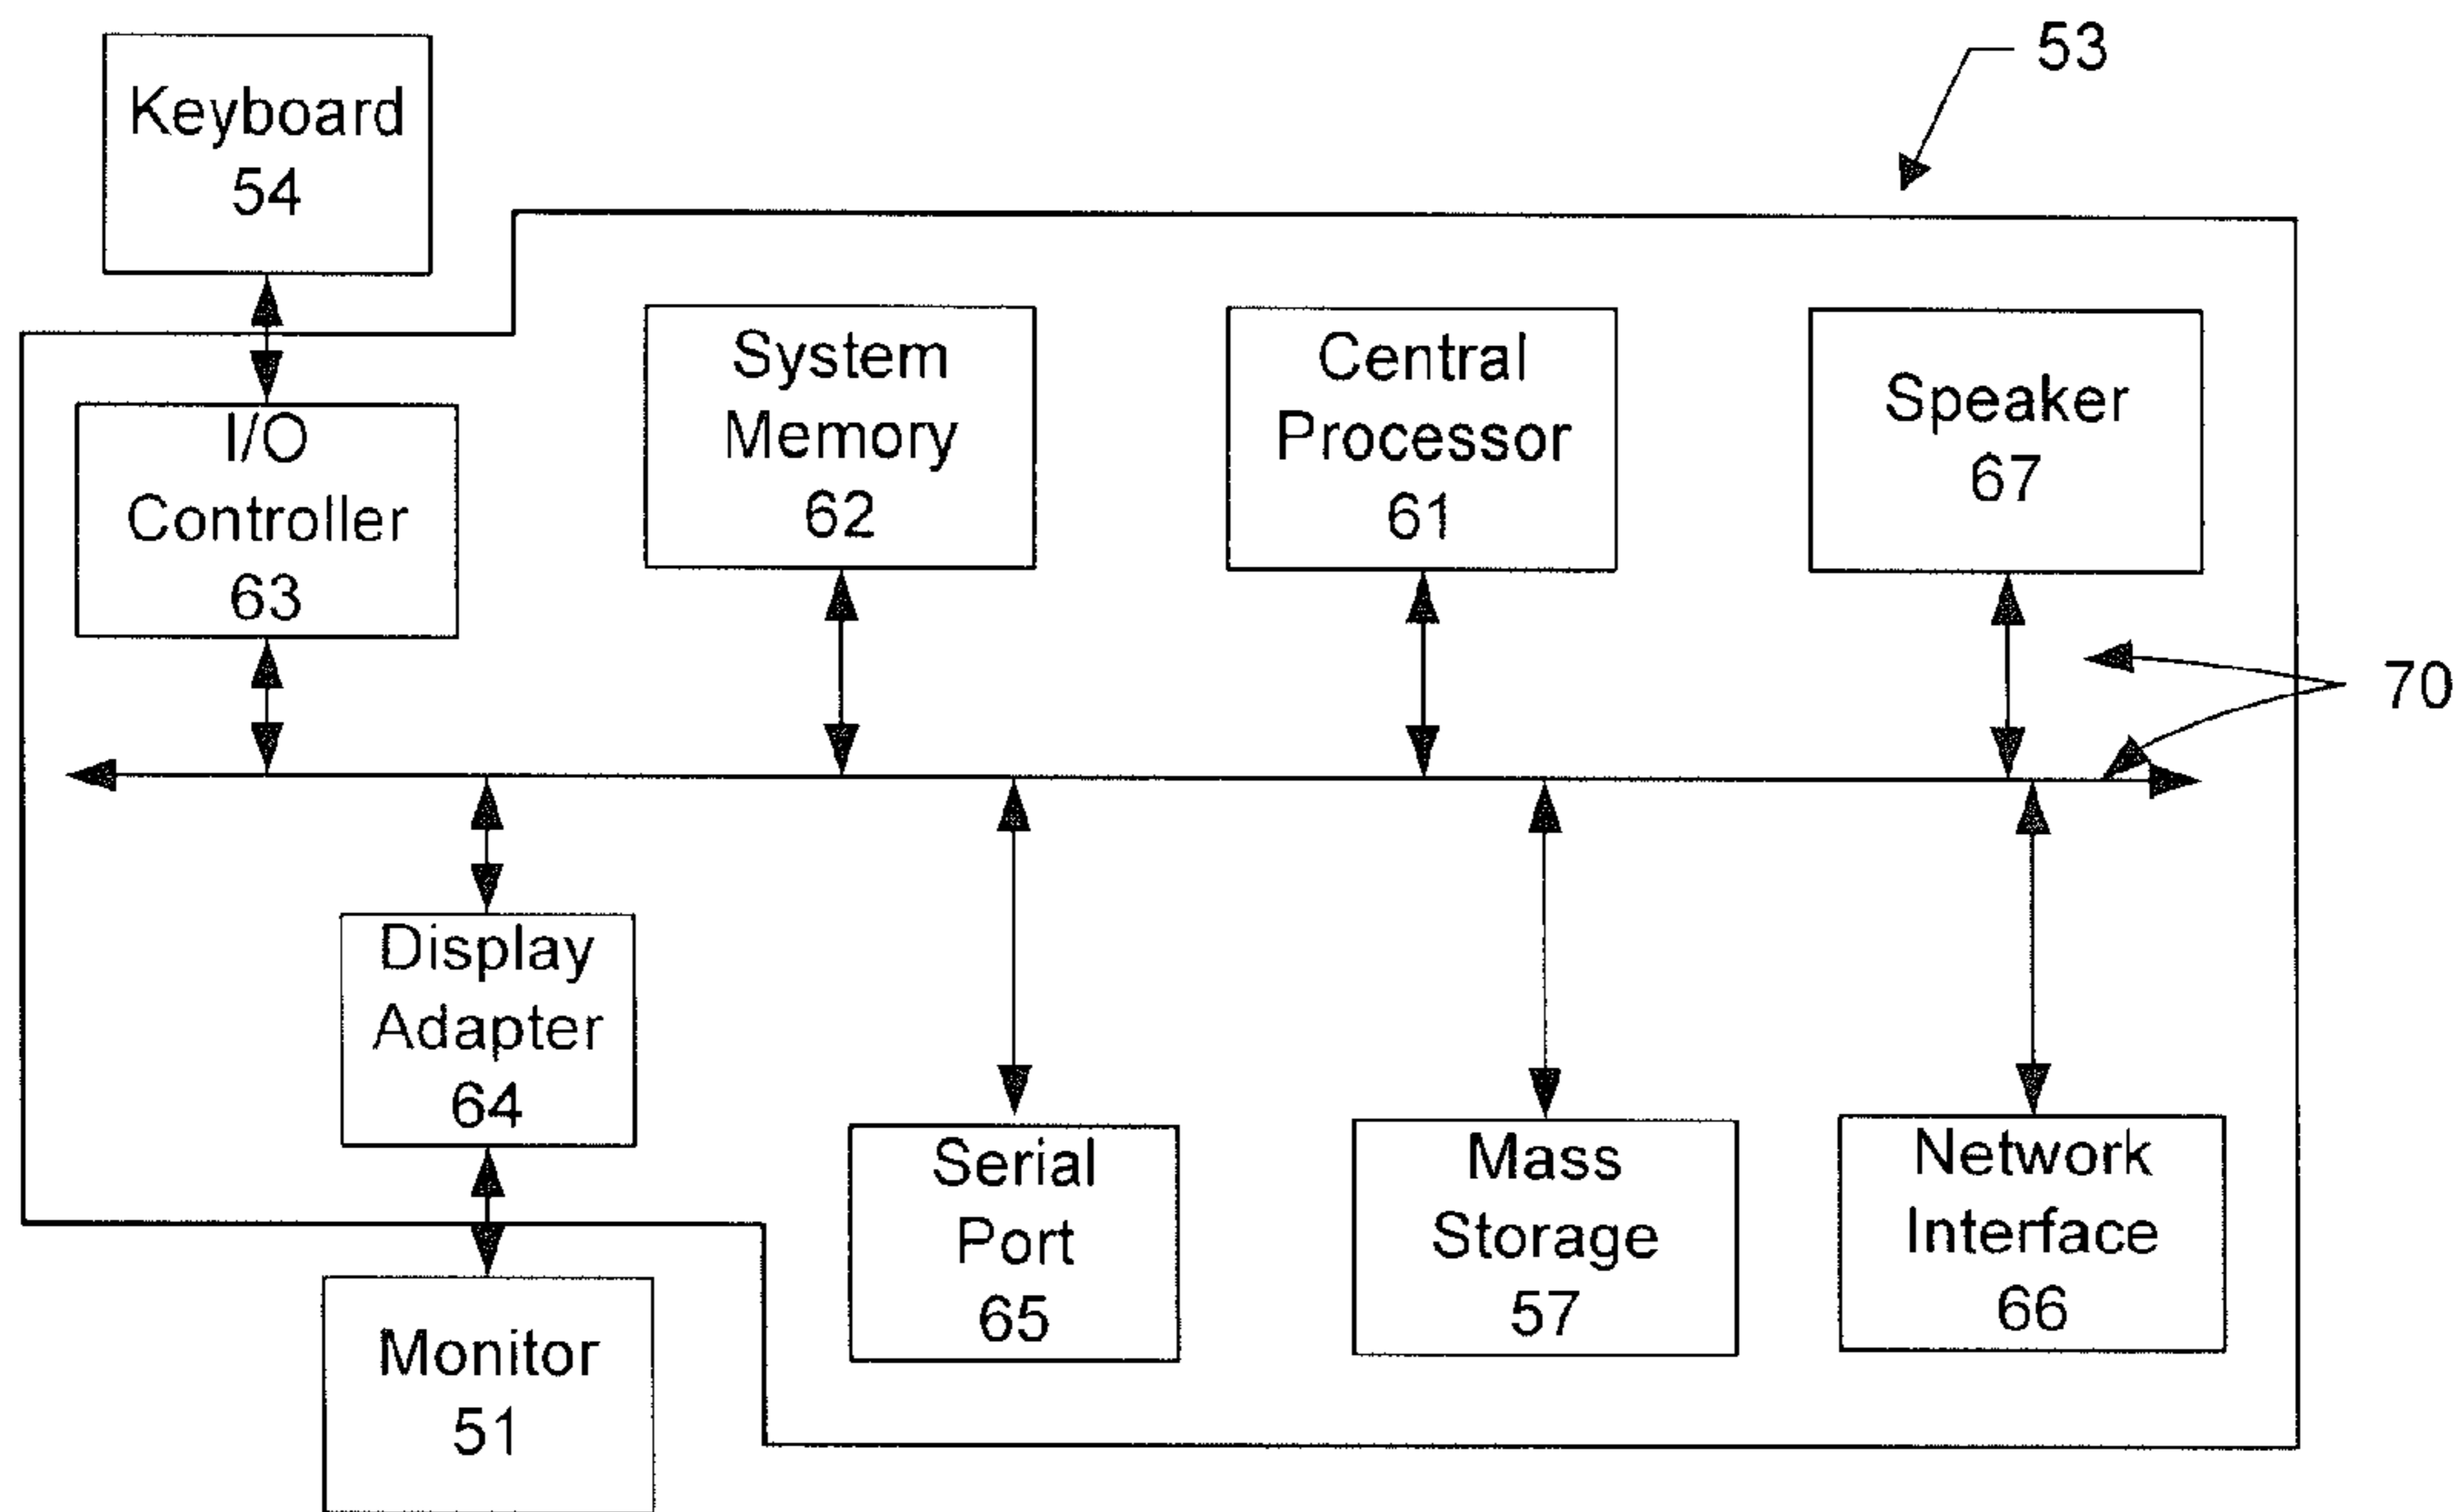 53
Keyboard
54
I/O
Controller
63
System
Memory
62
Central
Processor
61
Speaker
67
70
Display
Adapter
64
Monitor
51
Serial
Port
65
Mass
Storage
57
Network
Interface
66